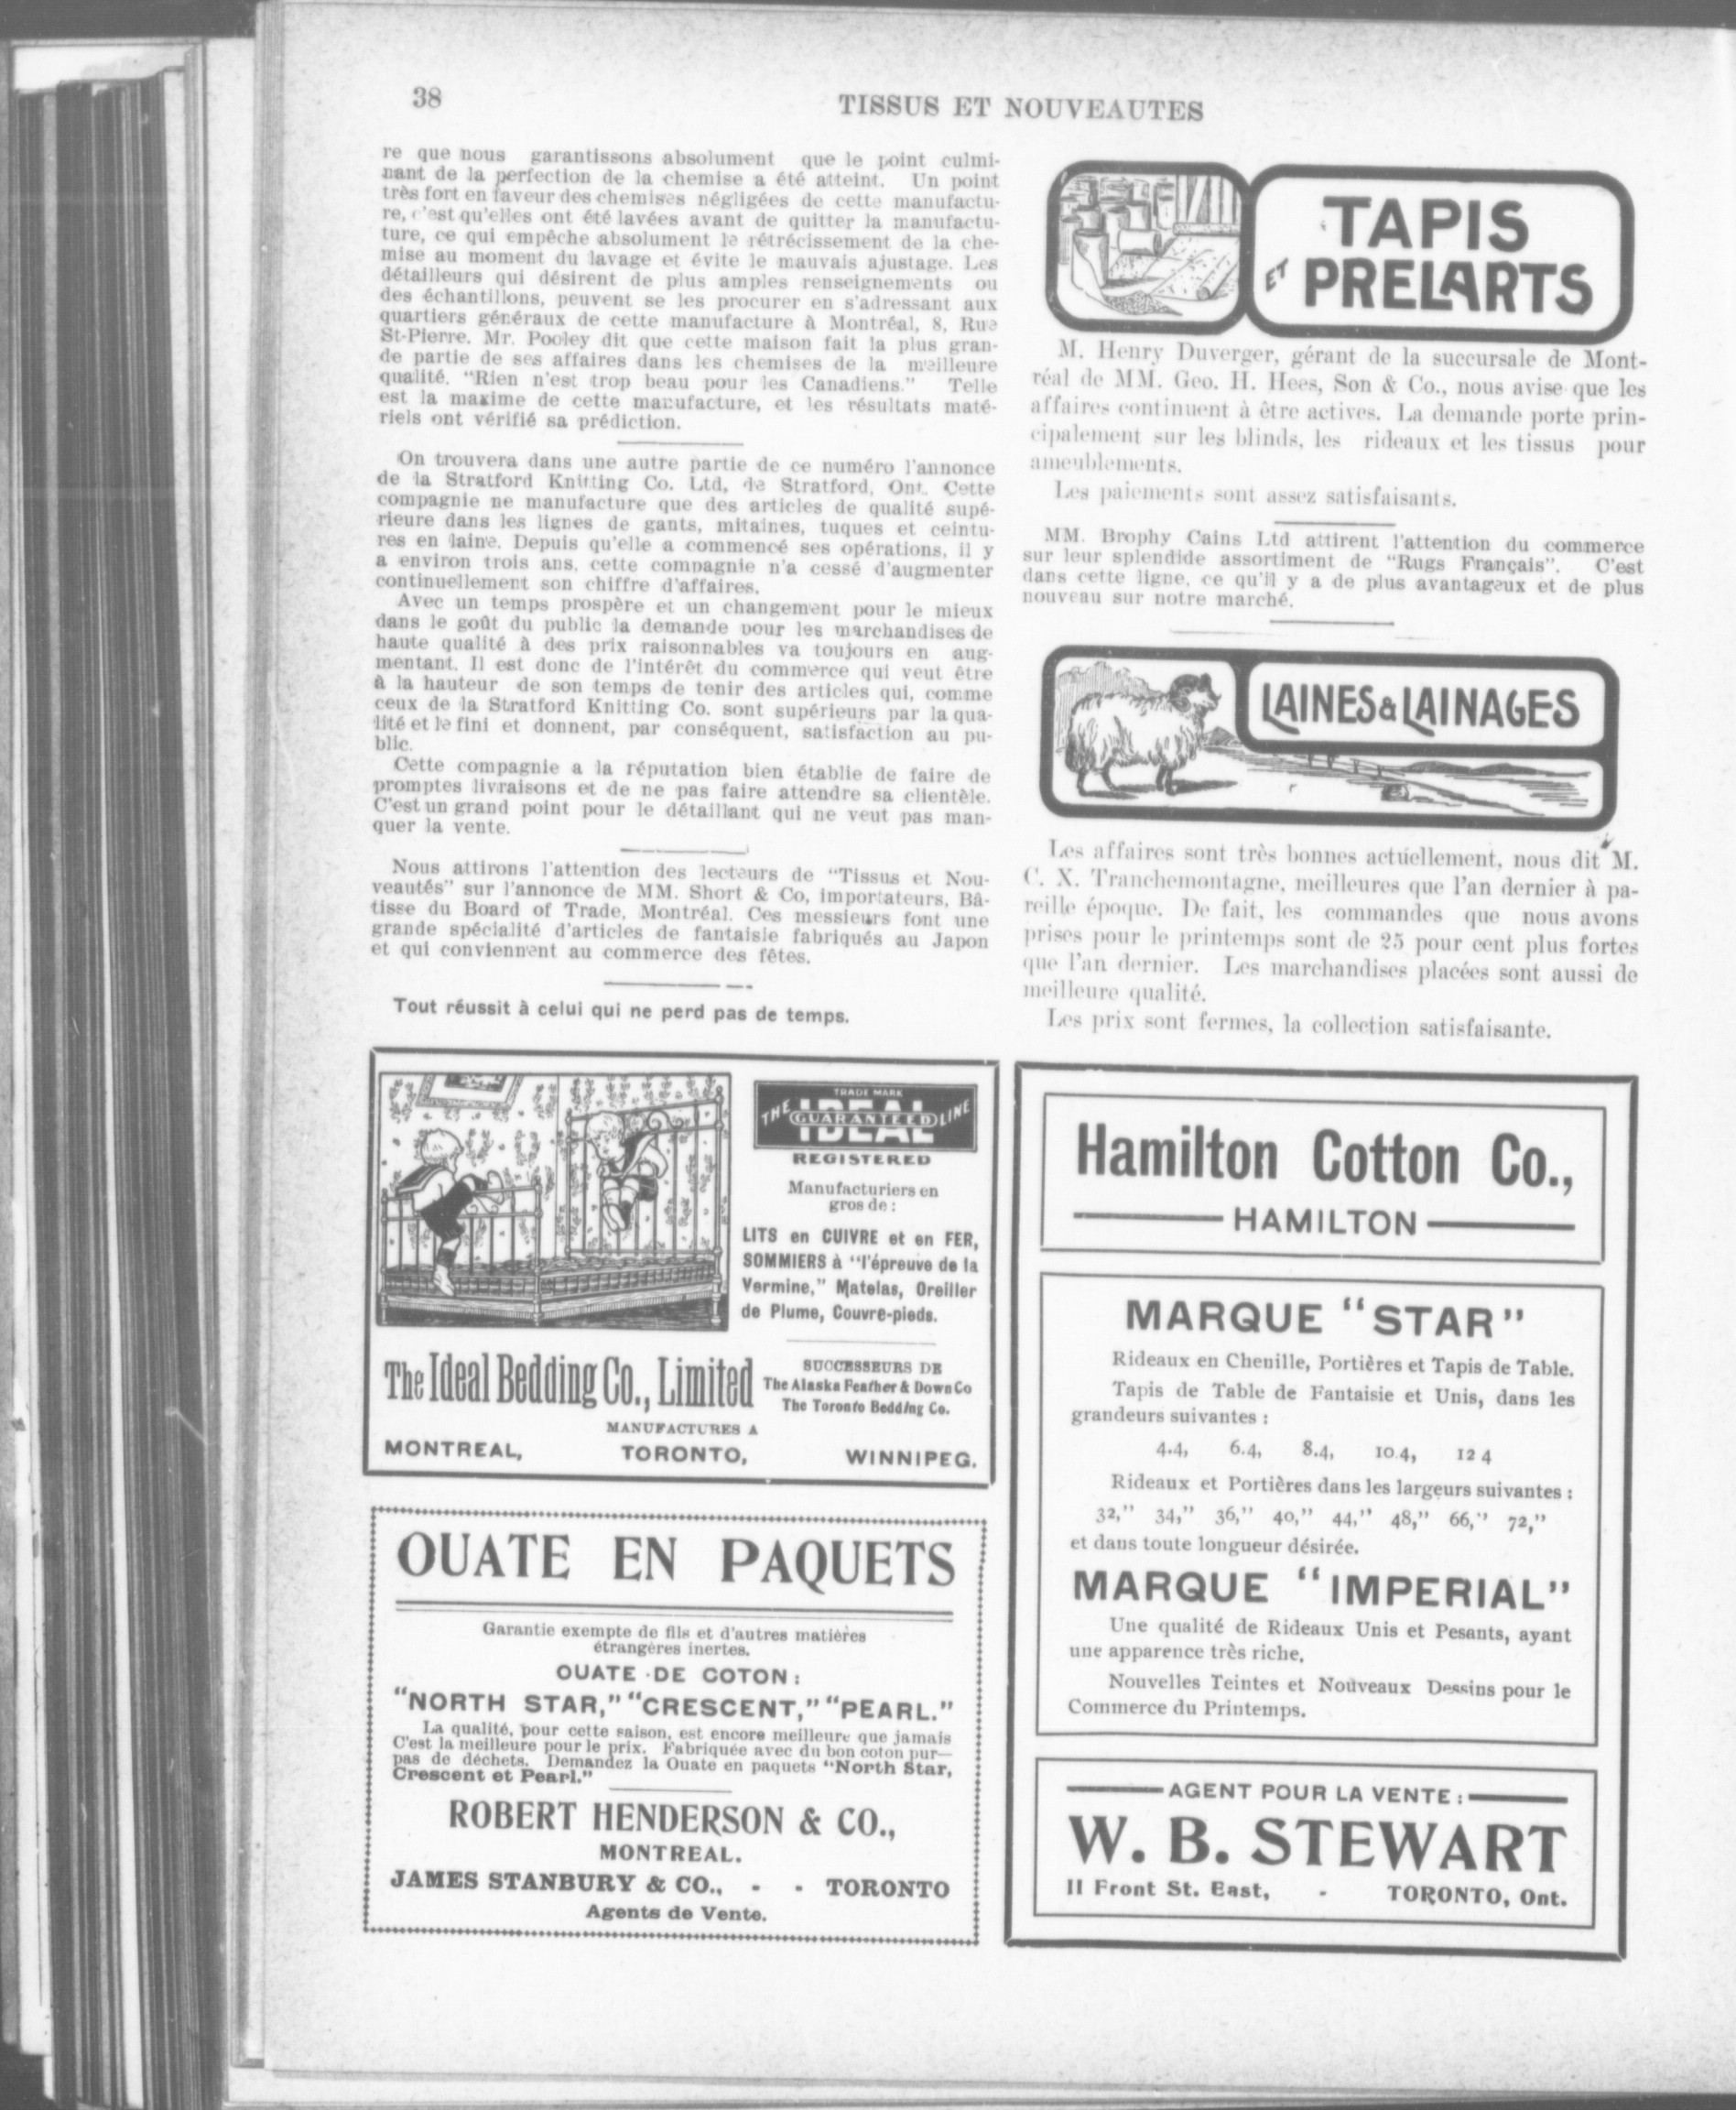 38
TISSUS ET NOUVEAUTES
re que nous garantissons absolument que le point culmi-
nant de la perfection de la chemise a été atteint. Un point
très fort en faveur des chemises négligées de cette manufactu-
re, c'est qu'elles ont été lavées avant de quitter la manufactu-
ture, ce qui empêche absolument le rétrécissement de la che-
mise au moment du lavage et évite le mauvais ajustage. Les
détailleurs qui désirent de plus amples renseignements ou
des échantillons, peuvent se les procurer en s'adressant aux
quartiers généraux de cette manufacture à Montréal, 8, Rue
St-Pierre. Mr. Pooley dit que cette maison fait la plus gran-
de partie de ses affaires dans les chemises de la meilleure
qualité. "Rien n'est trop beau pour les Canadiens." Telle
est la maxime de cette manufacture, et les résultats maté-
riels ont vérifié sa prédiction.
On trouvera dans une autre partie de ce numéro l'annonce
de la Stratford Knitting Co. Ltd, de Stratford, Ont. Cette
compagnie ne manufacture que des articles de qualité supé-
rieure dans les lignes de gants, mitaines, tuques et ceintu-
res en laine. Depuis qu'elle a commencé ses opérations, il y
a environ trois ans, cette compagnie n'a cessé d'augmenter
continuellement son chiffre d'affaires.
Avec un temps prospère et un changement pour le mieux
dans le goût du public la demande pour les marchandises de
haute qualité à des prix raisonnables va toujours en aug-
mentant. Il est donc de l'intérêt du commerce qui veut être
à la hauteur de son temps de tenir des articles qui, comme
ceux de la Stratford Knitting Co. sont supérieurs par la qua-
lité et le fini et donnent, par conséquent, satisfaction au pu-
blic.
Cette compagnie a la réputation bien établie de faire de
promptes livraisons et de ne pas faire attendre sa clientèle.
C'est un grand point pour le détaillant qui ne veut pas man-
quer la vente.
Nous attirons l'attention des lecteurs de "Tissus et Nou-
veautés" sur l'annonce de MM. Short & Co, importateurs, Bâ-
tisse du Board of Trade, Montréal. Ces messieurs font une
grande spécialité d'articles de fantaisie fabriqués au Japon
et qui conviennent au commerce des fêtes.
Tout réussit à celui qui ne perd pas de temps.
TAPIS
ET PRELARTS
M. Henry Duverger, gérant de la succursale de Mont-
réal de MM. Geo. H. Hees, Son & Co., nous avise que les
affaires continuent à être actives. La demande porte prin-
cipalement sur les blinds, les rideaux et les tissus pour
ameublements.
Les paiements sont assez satisfaisants.
MM. Brophy Cains Ltd attirent l'attention du commerce
sur leur splendide assortiment de "Rugs Français". C'est
dans cette ligne, ce qu'il y a de plus avantageux et de plus
nouveau sur notre marché.
LAINES & LAINAGES
Les affaires sont très bonnes actuellement, nous dit M.
C. X. Tranchemontagne, meilleures que l'an dernier à pa-
reille époque. De fait, les commandes que nous avons
prises pour le printemps sont de 25 pour cent plus fortes
que l'an dernier. Les marchandises placées sont aussi de
meilleure qualité.
Les prix sont fermes, la collection satisfaisante.
TRADE MARK
THE IDEAL LINE
GUARANTEED
REGISTERED
Manufacturiers en
gros de :
LITS en CUIVRE et en FER,
SOMMIERS à "l'épreuve de la
Vermine," Matelas, Oreiller
de Plume, Couvre-pieds.
The Ideal Bedding Co., Limited
SUCCESSEURS DE
The Alaska Feather & Down Co
The Toronto Bedding Co.
MANUFACTURES A
MONTREAL, TORONTO, WINNIPEG.
OUATE EN PAQUETS
Garantie exempte de fils et d'autres matières
étrangères inertes.
OUATE DE COTON :
"NORTH STAR," "CRESCENT," "PEARL."
La qualité, pour cette saison, est encore meilleure que jamais
C'est la meilleure pour le prix. Fabriquée avec du bon coton pur—
pas de déchets. Demandez la Ouate en paquets "North Star,
Crescent et Pearl."
ROBERT HENDERSON & CO.,
MONTREAL.
JAMES STANBURY & CO., - - TORONTO
Agents de Vente.
Hamilton Cotton Co.,
HAMILTON
MARQUE "STAR"
Rideaux en Chenille, Portières et Tapis de Table.
Tapis de Table de Fantaisie et Unis, dans les
grandeurs suivantes :
4.4, 6.4, 8.4, 10.4, 12 4
Rideaux et Portières dans les largeurs suivantes :
32," 34," 36," 40," 44," 48," 66," 72,"
et dans toute longueur désirée.
MARQUE "IMPERIAL"
Une qualité de Rideaux Unis et Pesants, ayant
une apparence très riche.
Nouvelles Teintes et Nouveaux Dessins pour le
Commerce du Printemps.
AGENT POUR LA VENTE :
W. B. STEWART
11 Front St. East, - TORONTO, Ont.